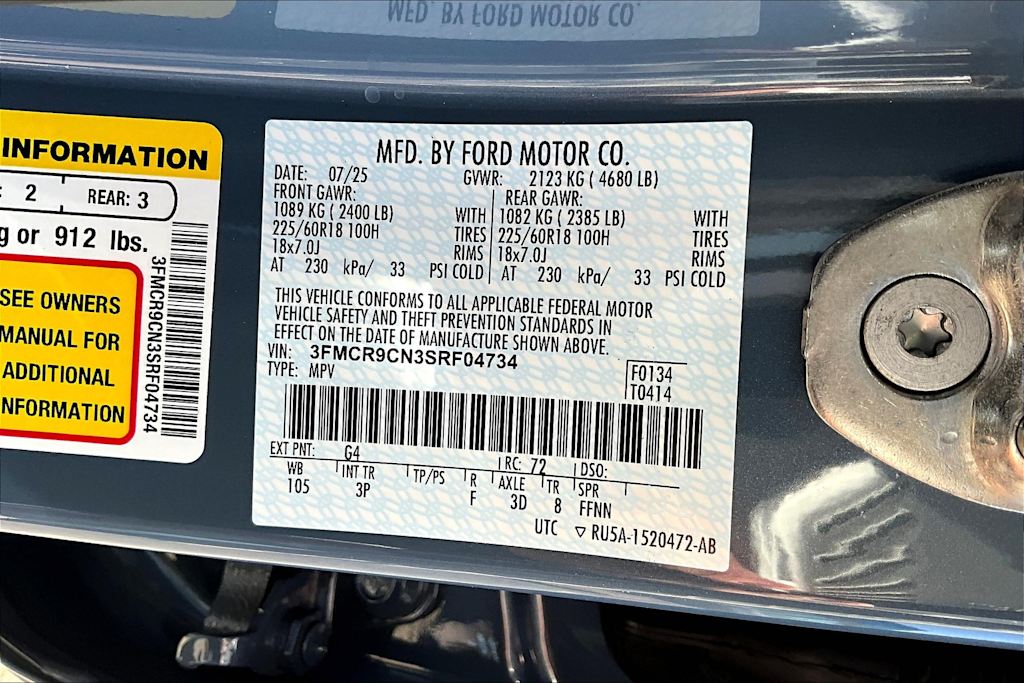 MFD. BY FORD MOTOR CO.
INFORMATION
2 REAR: 3
g or 912 lbs.
SEE OWNERS
MANUAL FOR
ADDITIONAL
INFORMATION
3FMCR9CN3SRF04734
MFD. BY FORD MOTOR CO.
DATE: 07/25 GVWR: 2123 KG ( 4680 LB)
FRONT GAWR: REAR GAWR:
1089 KG ( 2400 LB) WITH 1082 KG ( 2385 LB) WITH
225/60R18 100H TIRES 225/60R18 100H TIRES
18x7.0J RIMS 18x7.0J RIMS
AT 230 kPa/ 33 PSI COLD AT 230 kPa/ 33 PSI COLD
THIS VEHICLE CONFORMS TO ALL APPLICABLE FEDERAL MOTOR
VEHICLE SAFETY AND THEFT PREVENTION STANDARDS IN
EFFECT ON THE DATE OF MANUFACTURE SHOWN ABOVE.
VIN: 3FMCR9CN3SRF04734
TYPE: MPV
F0134
T0414
EXT PNT: G4 RC: 72 DSO:
WB INT TR TP/PS R AXLE TR SPR
105 3P F 3D 8 FFNN
UTC ▽ RU5A-1520472-AB